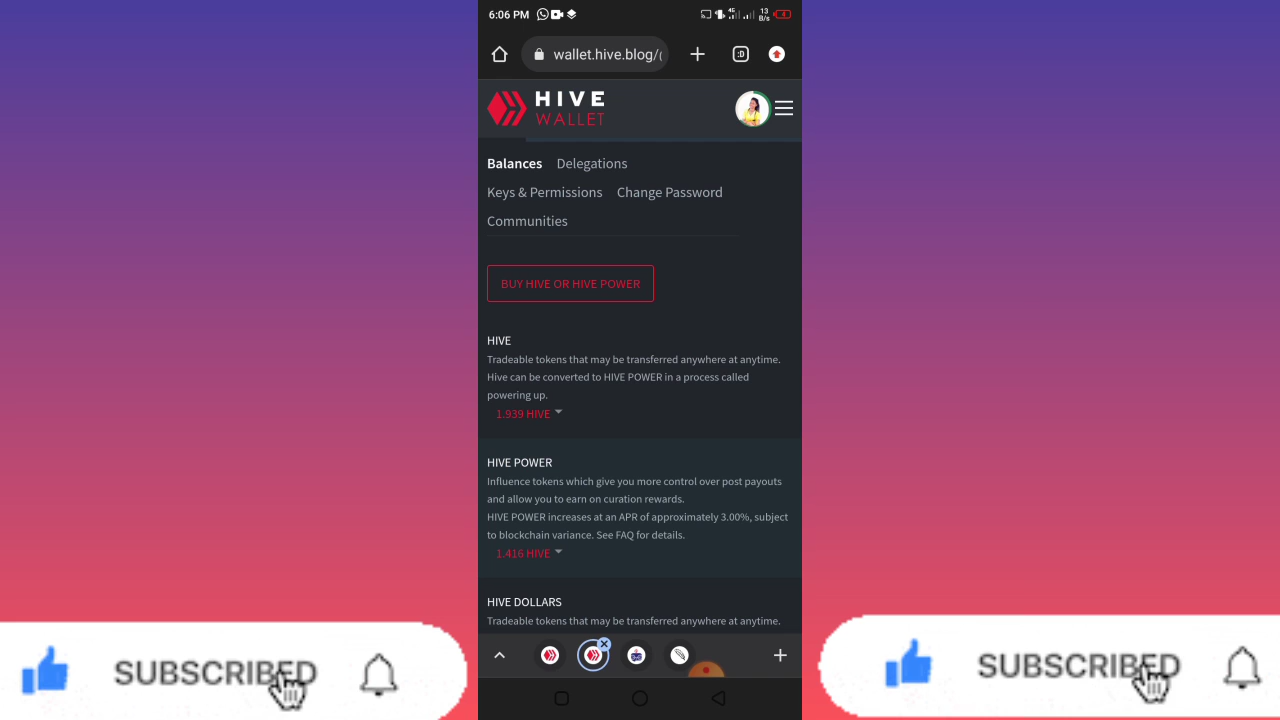 6:06 PM
4G
13
B/s
4
wallet.hive.blog/(
:D
HIVE
WALLET
Balances Delegations
Keys & Permissions Change Password
Communities
BUY HIVE OR HIVE POWER
HIVE
Tradeable tokens that may be transferred anywhere at anytime.
Hive can be converted to HIVE POWER in a process called
powering up.
1.939 HIVE
HIVE POWER
Influence tokens which give you more control over post payouts
and allow you to earn on curation rewards.
HIVE POWER increases at an APR of approximately 3.00%, subject
to blockchain variance. See FAQ for details.
1.416 HIVE
HIVE DOLLARS
Tradeable tokens that may be transferred anywhere at anytime.
SUBSCRIBED
SUBSCRIBED